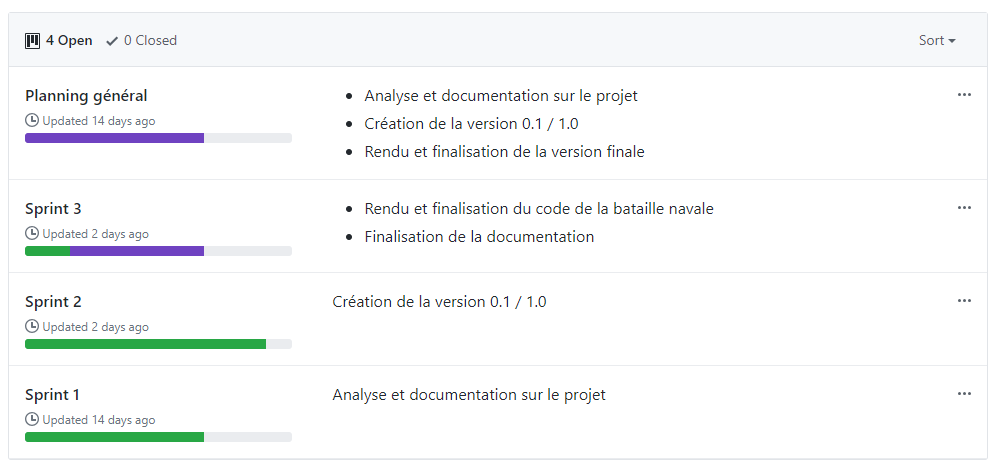 4 Open 0 Closed Sort
Planning général
Updated 14 days ago
Analyse et documentation sur le projet
Création de la version 0.1 / 1.0
Rendu et finalisation de la version finale
Sprint 3
Updated 2 days ago
Rendu et finalisation du code de la bataille navale
Finalisation de la documentation
Sprint 2
Updated 2 days ago
Création de la version 0.1 / 1.0
Sprint 1
Updated 14 days ago
Analyse et documentation sur le projet